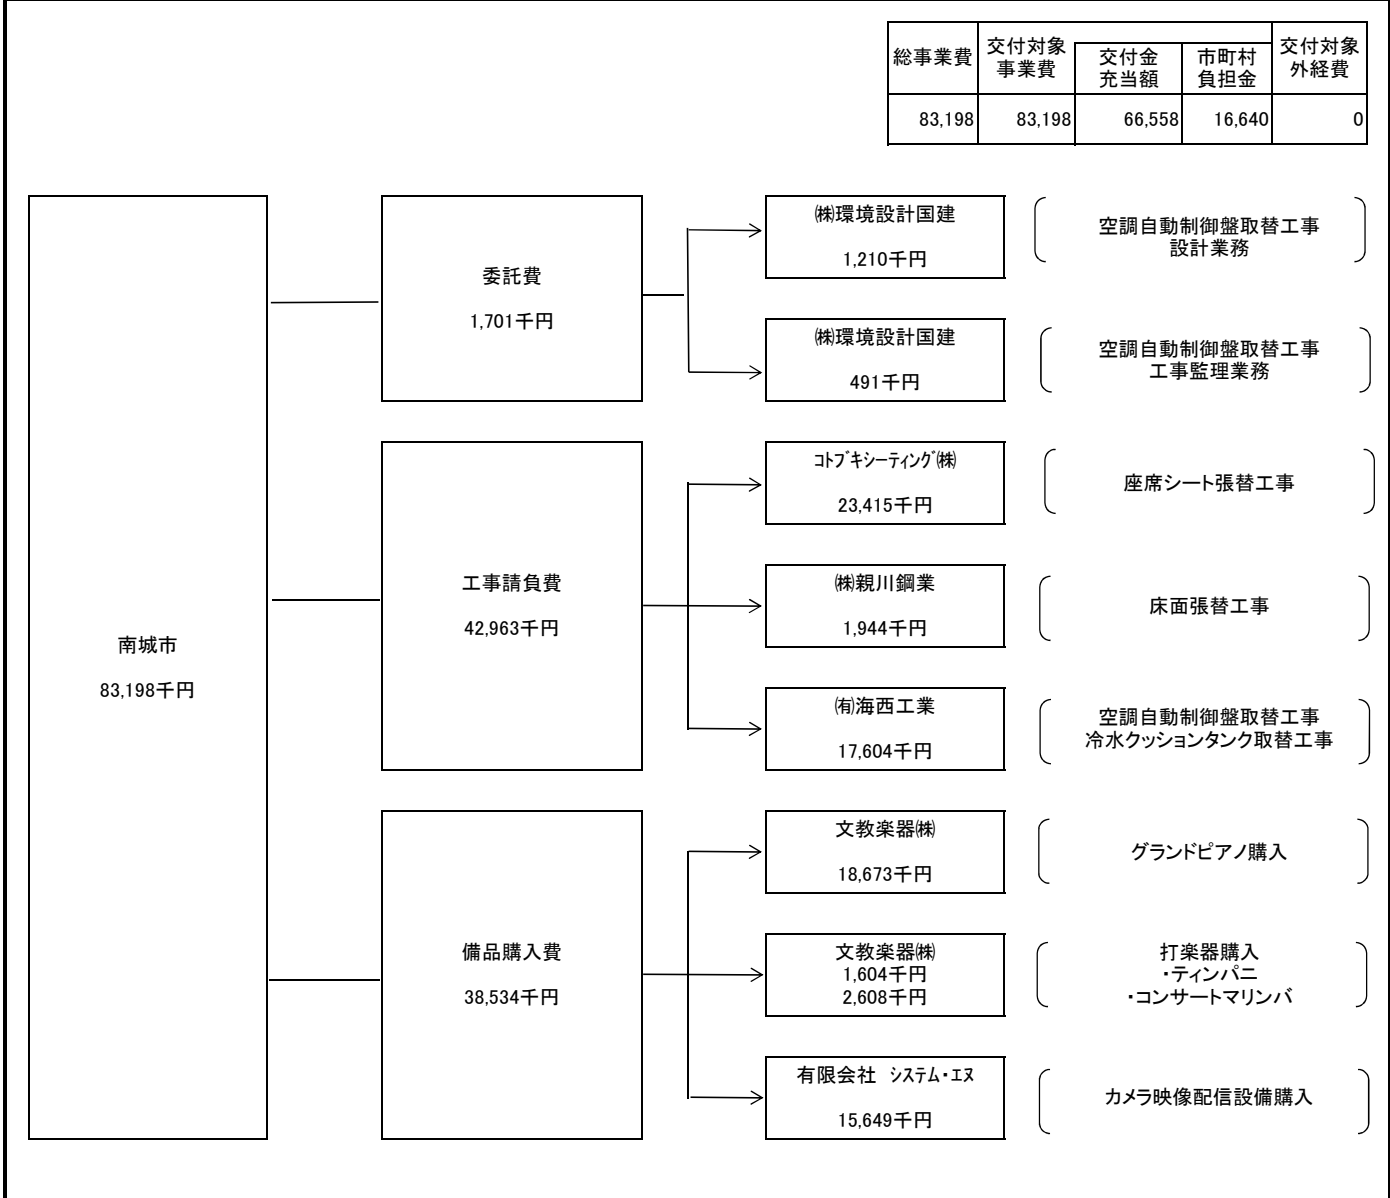 総事業費
交付対象
事業費
交付金
充当額
市町村
負担金
交付対象
外経費
83,198
83,198
66,558
16,640
0
南城市
83,198千円
委託費
1,701千円
㈱環境設計国建
1,210千円
空調自動制御盤取替工事
設計業務
㈱環境設計国建
491千円
空調自動制御盤取替工事
工事監理業務
工事請負費
42,963千円
ｺﾄﾌﾞｷｼｰﾃｨﾝｸﾞ㈱
23,415千円
座席シート張替工事
㈱親川鋼業
1,944千円
床面張替工事
㈲海西工業
17,604千円
空調自動制御盤取替工事
冷水クッションタンク取替工事
備品購入費
38,534千円
文教楽器㈱
18,673千円
グランドピアノ購入
文教楽器㈱
1,604千円
2,608千円
打楽器購入
・ティンパニ
・コンサートマリンバ
有限会社　ｼｽﾃﾑ・ｴﾇ
15,649千円
カメラ映像配信設備購入